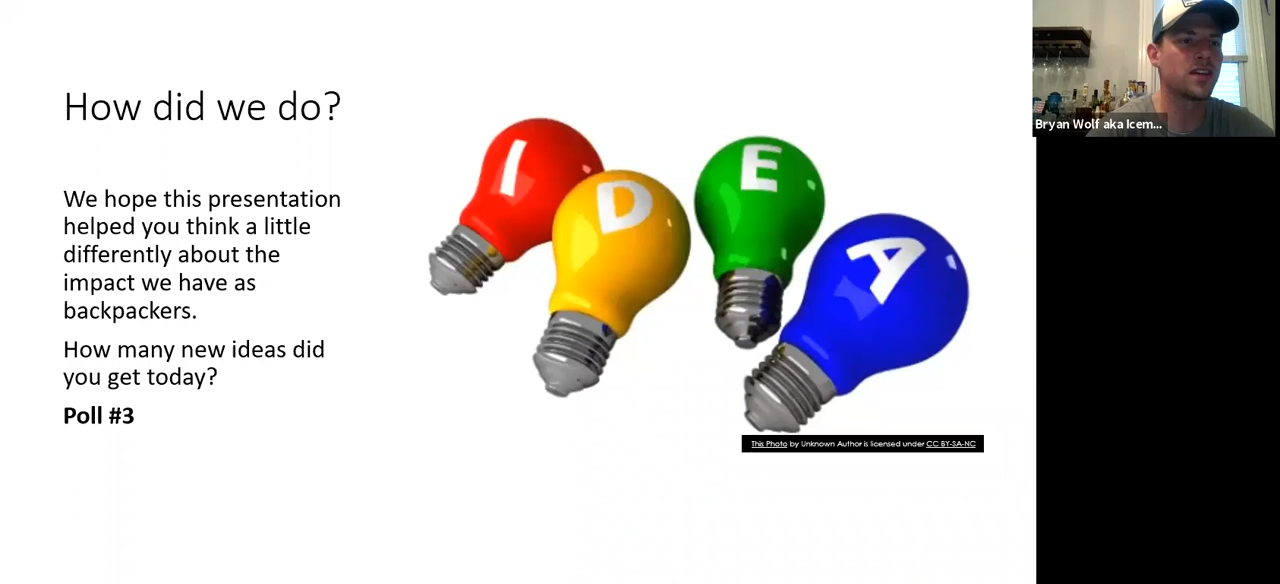 How did we do?
We hope this presentation
helped you think a little
differently about the
impact we have as
backpackers.
How many new ideas did
you get today?
Poll #3
I
D
E
A
This Photo by Unknown Author is licensed under CC BY-SA-NC
Bryan Wolf aka Icem...